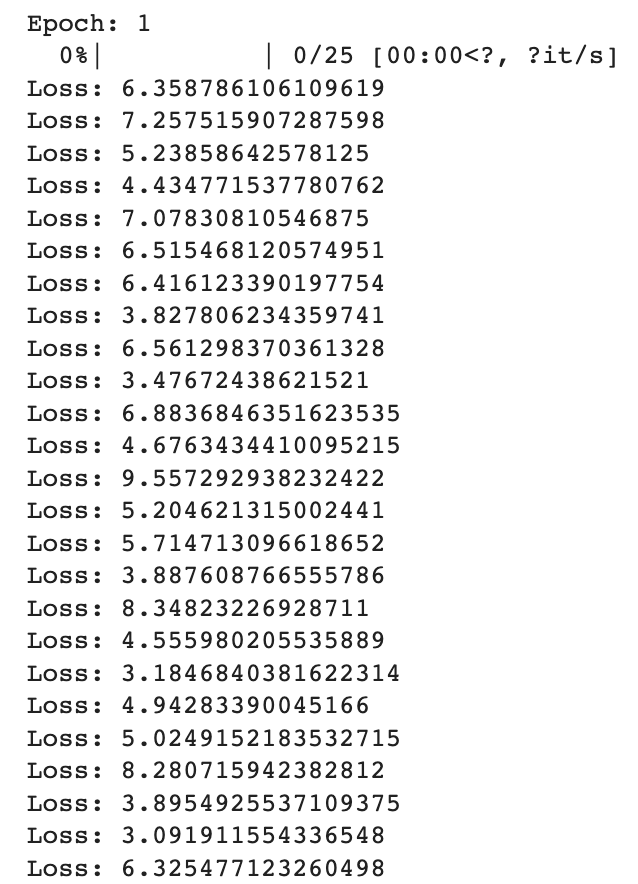 Epoch: 1
0%| | 0/25 [00:00<?, ?it/s]
Loss: 6.358786106109619
Loss: 7.257515907287598
Loss: 5.23858642578125
Loss: 4.434771537780762
Loss: 7.07830810546875
Loss: 6.515468120574951
Loss: 6.416123390197754
Loss: 3.827806234359741
Loss: 6.561298370361328
Loss: 3.47672438621521
Loss: 6.8836846351623535
Loss: 4.6763434410095215
Loss: 9.557292938232422
Loss: 5.204621315002441
Loss: 5.714713096618652
Loss: 3.887608766555786
Loss: 8.34823226928711
Loss: 4.555980205535889
Loss: 3.1846840381622314
Loss: 4.94283390045166
Loss: 5.0249152183532715
Loss: 8.280715942382812
Loss: 3.8954925537109375
Loss: 3.091911554336548
Loss: 6.325477123260498